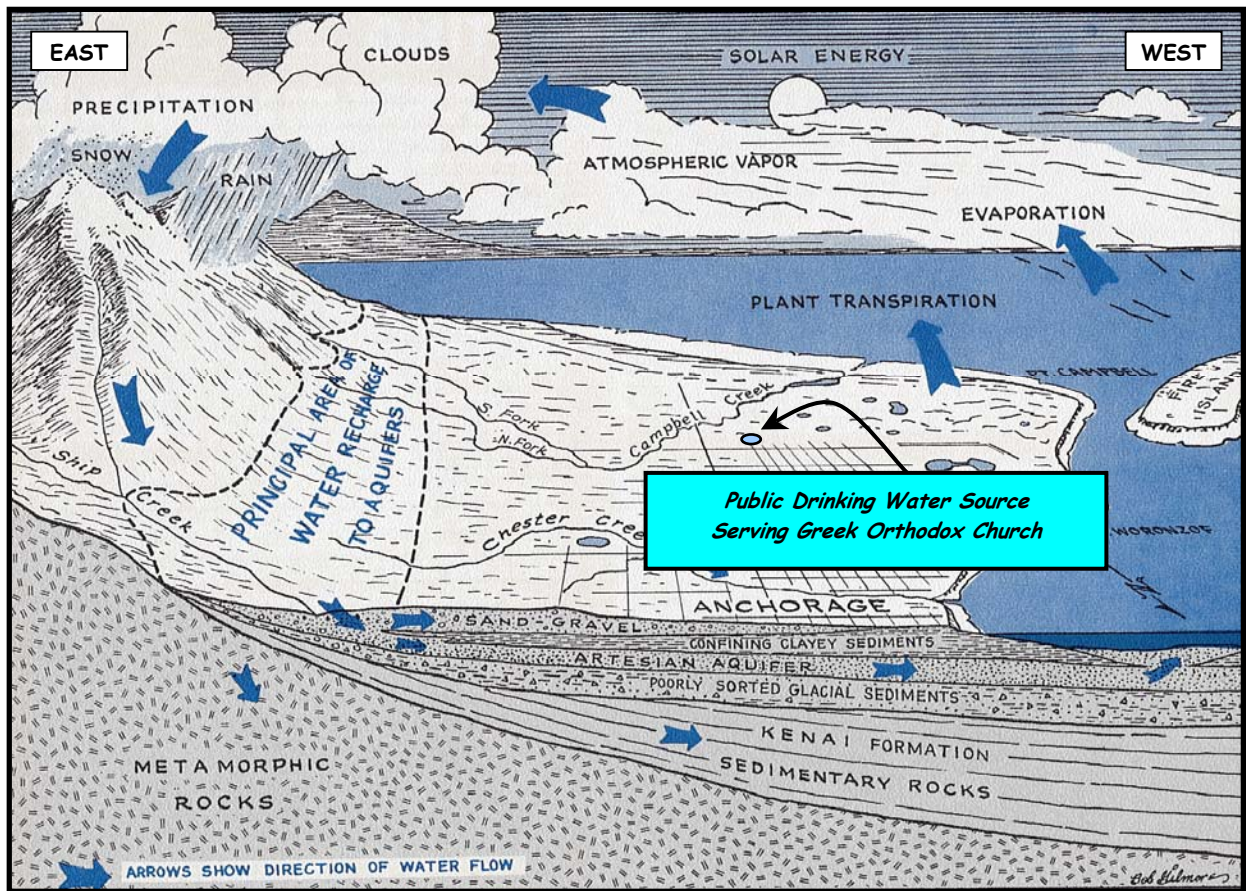 EAST
CLOUDS
SOLAR ENERGY
WEST
PRECIPITATION
SNOW
RAIN
ATMOSPHERIC VAPOR
EVAPORATION
PLANT TRANSPIRATION
PT. CAMPBELL
FIRE
ISLAND
PRINCIPAL AREA OF
WATER RECHARGE
TO AQUIFERS
S. Fork
N. Fork
Campbell Creek
Ship
Creek
Chester Cree
Public Drinking Water Source
Serving Greek Orthodox Church
WORONZOF
ANCHORAGE
SAND-GRAVEL
CONFINING CLAYEY SEDIMENTS
ARTESIAN AQUIFER
POORLY SORTED GLACIAL SEDIMENTS
KENAI FORMATION
SEDIMENTARY ROCKS
METAMORPHIC
ROCKS
ARROWS SHOW DIRECTION OF WATER FLOW
Bob Gilmore